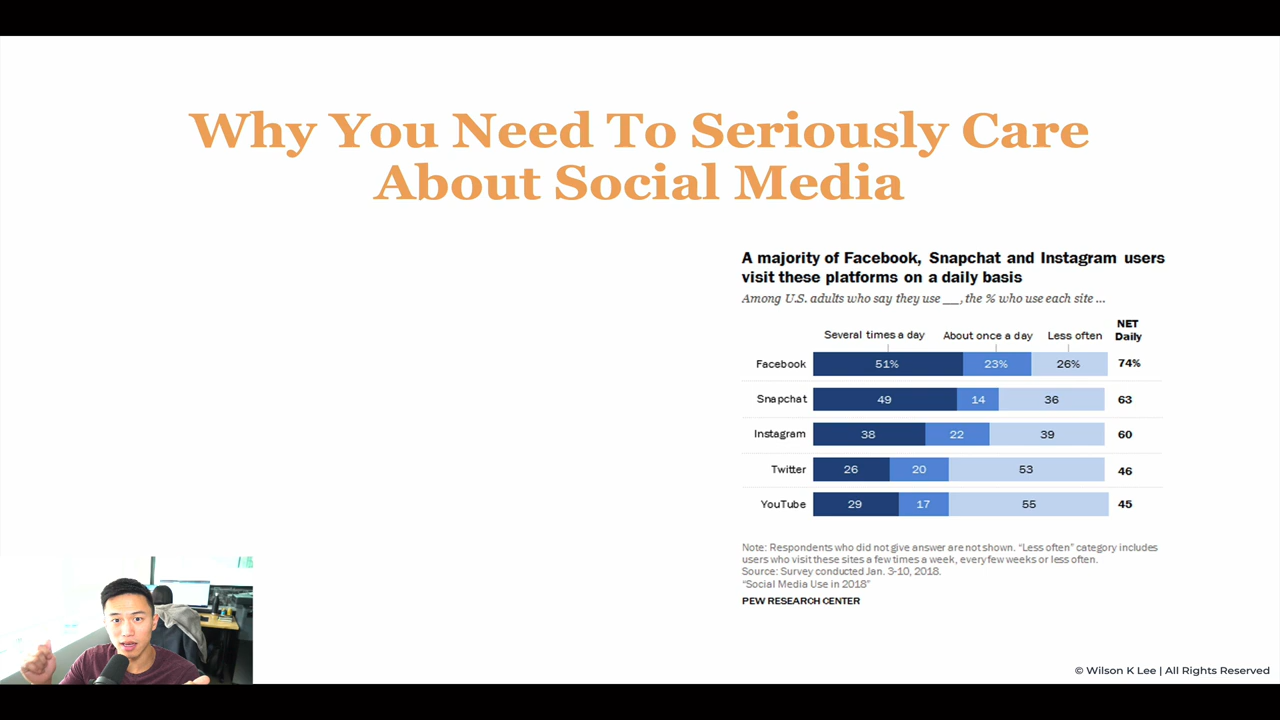 Why You Need To Seriously Care
About Social Media
A majority of Facebook, Snapchat and Instagram users
visit these platforms on a daily basis
Among U.S. adults who say they use __, the % who use each site ...
Several times a day About once a day Less often NET Daily
Facebook 51% 23% 26% 74%
Snapchat 49 14 36 63
Instagram 38 22 39 60
Twitter 26 20 53 46
YouTube 29 17 55 45
Note: Respondents who did not give answer are not shown. “Less often” category includes
users who visit these sites a few times a week, every few weeks or less often.
Source: Survey conducted Jan. 3-10, 2018.
“Social Media Use in 2018”
PEW RESEARCH CENTER
© Wilson K Lee | All Rights Reserved